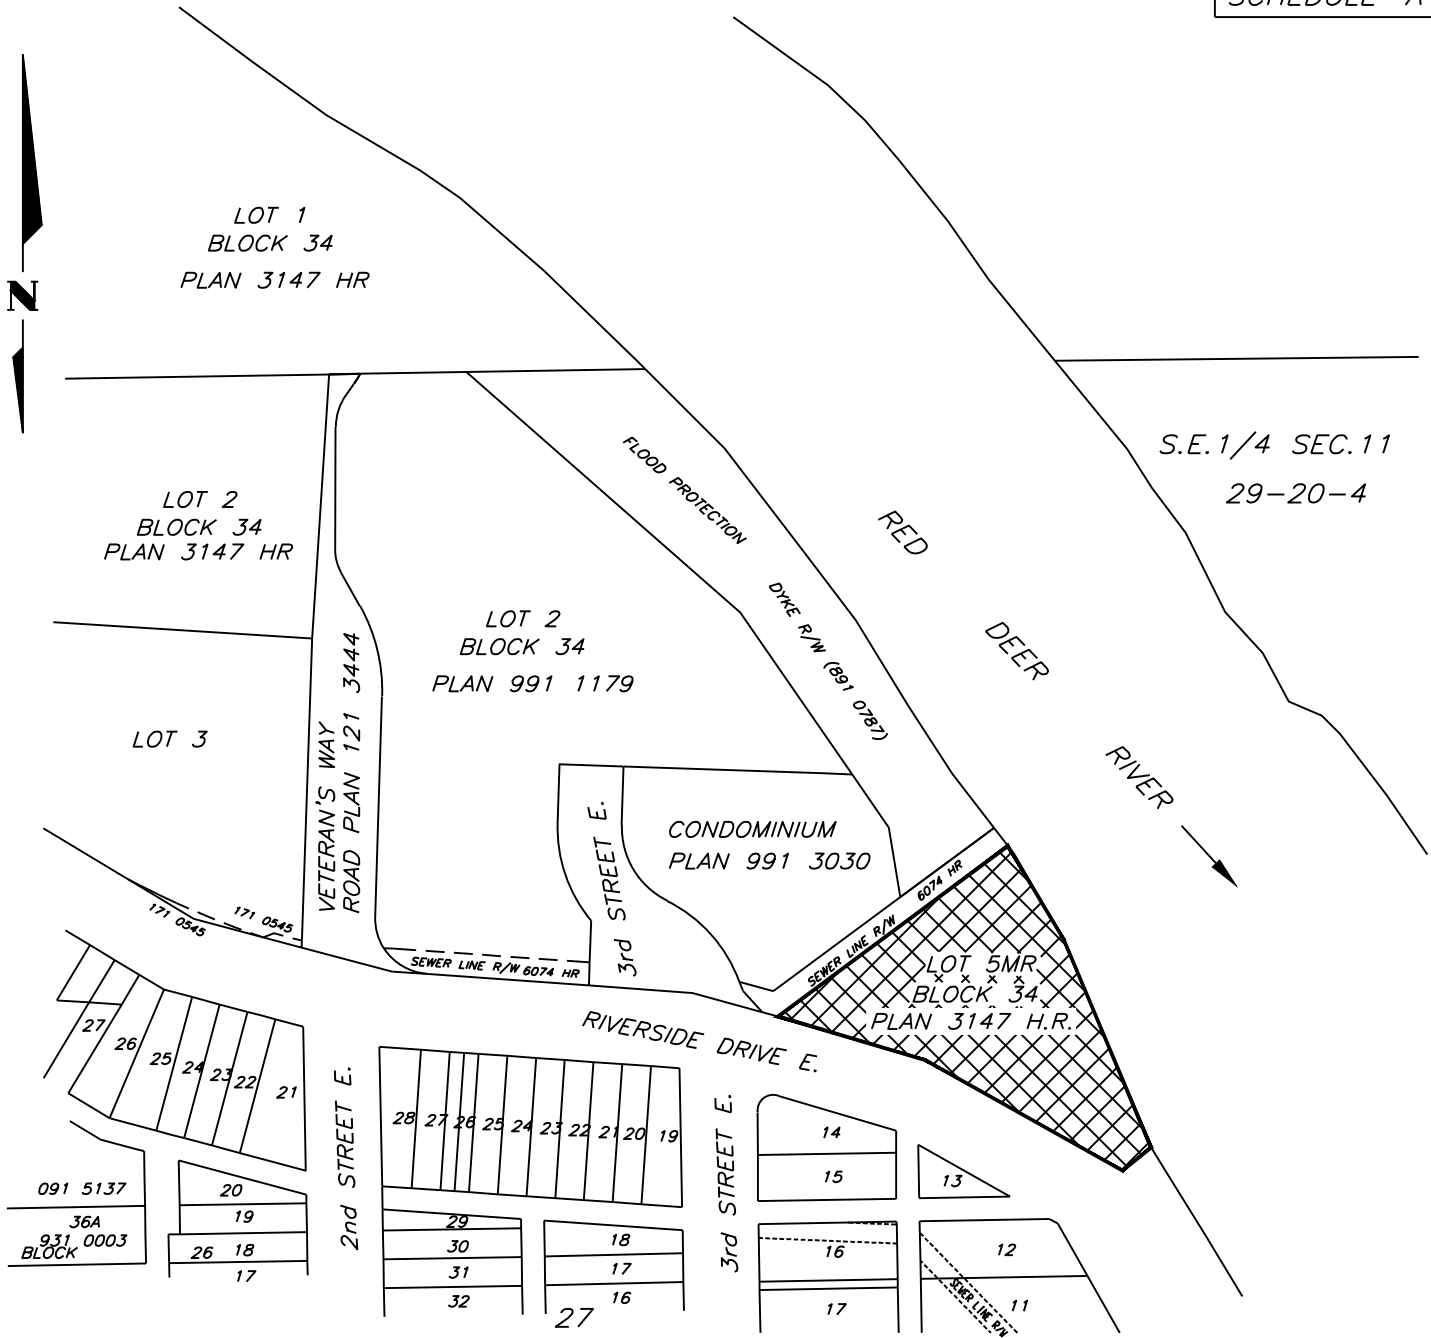 SCHEDULE "A
LOT 1
BLOCK 34
PLAN 3147 HR
N
S.E.1/4 SEC.11
29-20-4
FLOOD PROTECTION
DYKE R/W (891 0787)
RED
DEER
RIVER
LOT 2
BLOCK 34
PLAN 3147 HR
LOT 2
BLOCK 34
PLAN 991 1179
LOT 3
VETERAN'S WAY
ROAD PLAN 121 3444
3rd STREET E.
CONDOMINIUM
PLAN 991 3030
SEWER LINE R/W 6074 HR
171 0545
171 0545
SEWER LINE R/W 6074 HR
LOT 5MR
BLOCK 34
PLAN 3147 H.R.
RIVERSIDE DRIVE E.
27
26
25
24
23
22
21
2nd STREET E.
28
27
26
25
24
23
22
21
20
19
3rd STREET E.
14
15
13
091 5137
36A
931 0003
BLOCK
20
19
26
18
17
29
30
31
32
18
17
16
27
16
17
12
11
SEWER LINE R/W